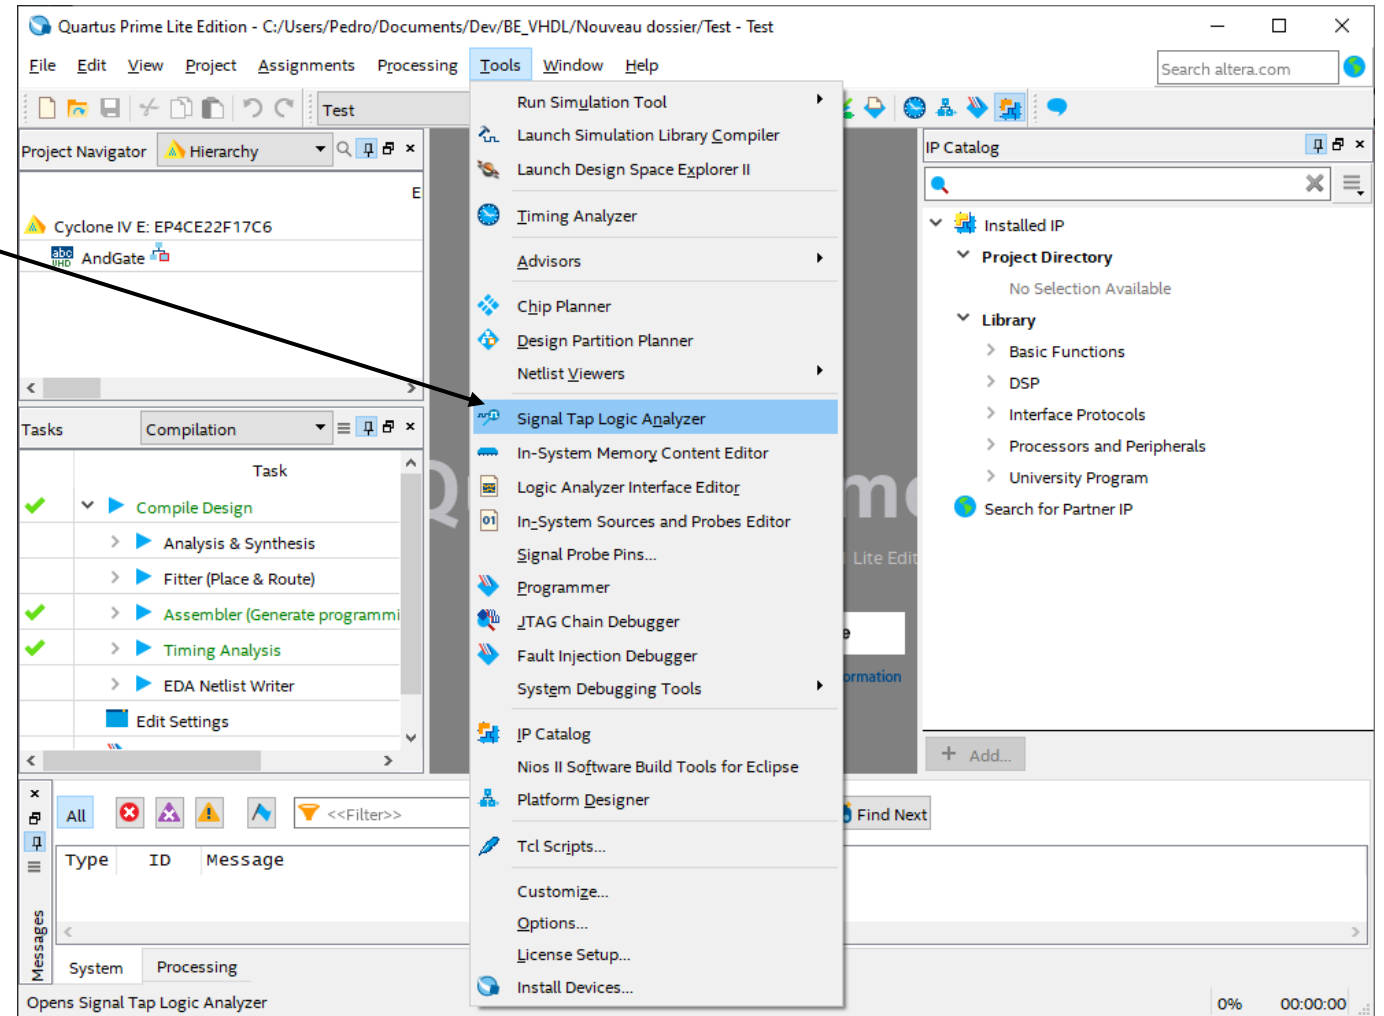 Quartus Prime Lite Edition - C:/Users/Pedro/Documents/Dev/BE_VHDL/Nouveau dossier/Test - Test
File Edit View Project Assignments Processing Tools Window Help
Search altera.com
Test
Project Navigator Hierarchy
E
Cyclone IV E: EP4CE22F17C6
abc
VHD
AndGate
Tasks Compilation
Task
Compile Design
Analysis & Synthesis
Fitter (Place & Route)
Assembler (Generate programmi
Timing Analysis
EDA Netlist Writer
Edit Settings
Run Simulation Tool
Launch Simulation Library Compiler
Launch Design Space Explorer II
Timing Analyzer
Advisors
Chip Planner
Design Partition Planner
Netlist Viewers
Signal Tap Logic Analyzer
In-System Memory Content Editor
Logic Analyzer Interface Editor
01
In-System Sources and Probes Editor
Signal Probe Pins...
Programmer
JTAG Chain Debugger
Fault Injection Debugger
System Debugging Tools
IP Catalog
Nios II Software Build Tools for Eclipse
Platform Designer
Tcl Scripts...
Customize...
Options...
License Setup...
Install Devices...
Lite Edit
ormation
IP Catalog
Installed IP
Project Directory
No Selection Available
Library
Basic Functions
DSP
Interface Protocols
Processors and Peripherals
University Program
Search for Partner IP
+ Add...
All <<Filter>> Find Next
Type ID Message
Messages
System Processing
Opens Signal Tap Logic Analyzer
0% 00:00:00